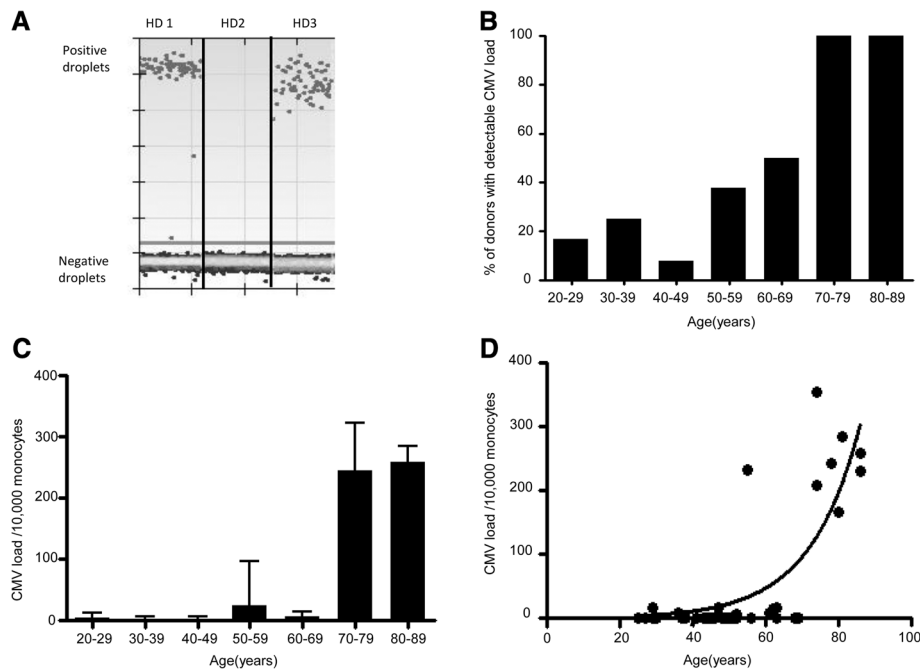 A
HD 1 HD2 HD3
Positive
droplets
Negative
droplets
B
% of donors with detectable CMV load
100
80
60
40
20
0
20-29 30-39 40-49 50-59 60-69 70-79 80-89
Age(years)
C
CMV load /10,000 monocytes
400
300
200
100
0
20-29 30-39 40-49 50-59 60-69 70-79 80-89
Age(years)
D
CMV load /10,000 monocytes
400
300
200
100
0
0 20 40 60 80 100
Age(years)